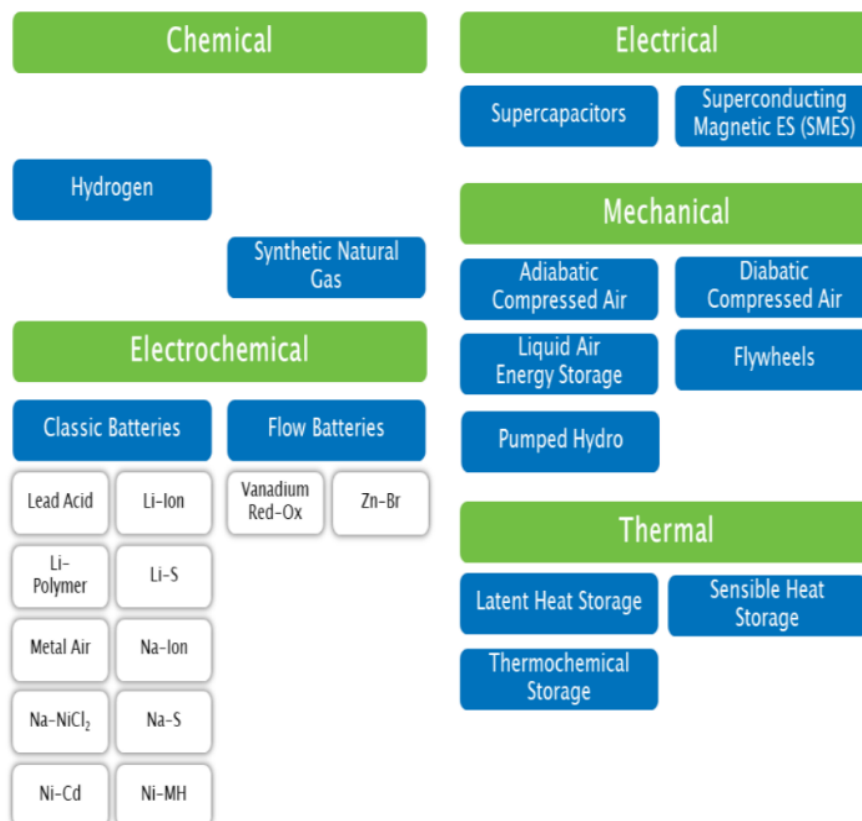 Chemical
Hydrogen
Synthetic Natural
Gas
Electrochemical
Classic Batteries
Flow Batteries
Lead Acid
Li-Ion
Vanadium
Red-Ox
Zn-Br
Li-
Polymer
Li-S
Metal Air
Na-Ion
Na-NiCl₂
Na-S
Ni-Cd
Ni-MH
Electrical
Supercapacitors
Superconducting
Magnetic ES (SMES)
Mechanical
Adiabatic
Compressed Air
Diabatic
Compressed Air
Liquid Air
Energy Storage
Flywheels
Pumped Hydro
Thermal
Latent Heat Storage
Sensible Heat
Storage
Thermochemical
Storage